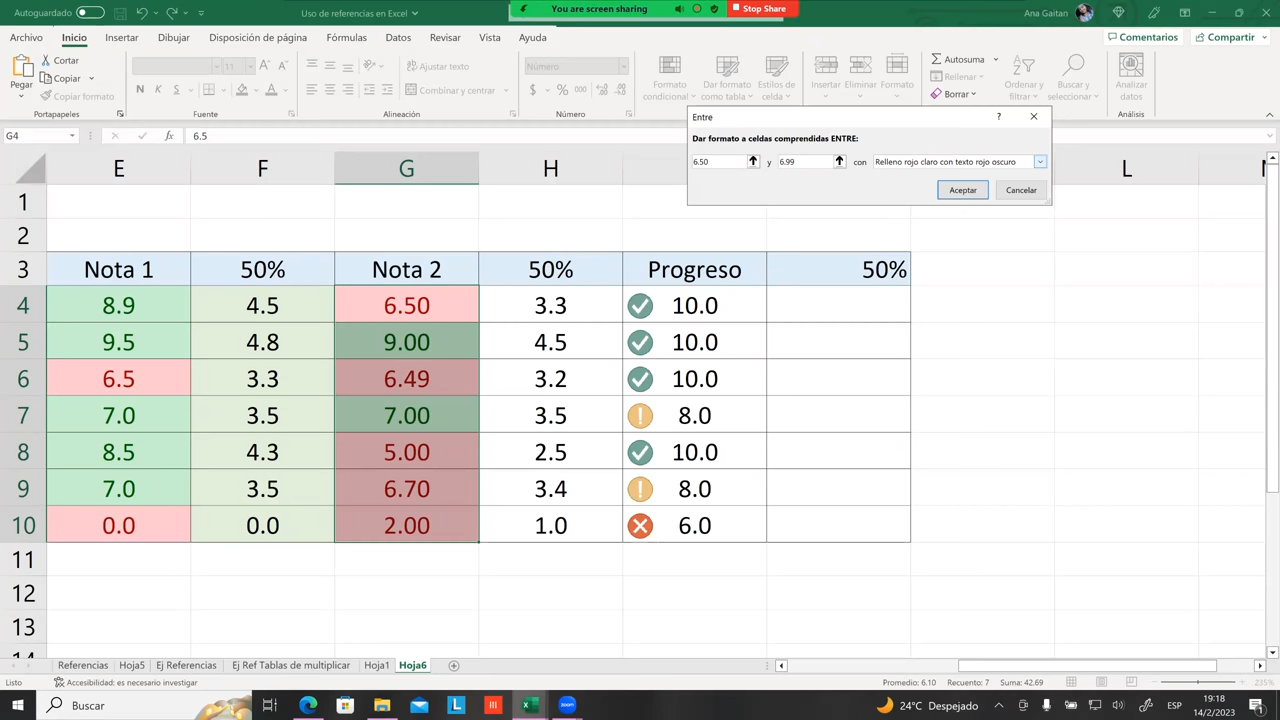 Autoguardado
Uso de referencias en Excel
You are screen sharing
Stop Share
Ana Gaitan
Archivo
Inicio
Insertar
Dibujar
Disposición de página
Fórmulas
Datos
Revisar
Vista
Ayuda
Comentarios
Compartir
Pegar
Cortar
Copiar
Copiar formato
Portapapeles
11
N K S
Fuente
Ajustar texto
Combinar y centrar
Alineación
Número
$ % 000
Número
Formato condicional
Dar formato como tabla
Estilos de celda
Insertar
Eliminar
Formato
Autosuma
Rellenar
Borrar
Ordenar y filtrar
Buscar y seleccionar
Analizar datos
Análisis
Entre
?
Dar formato a celdas comprendidas ENTRE:
6.50 y 6.99 con Relleno rojo claro con texto rojo oscuro
Aceptar
Cancelar
G4
fx
6.5
E F G H L
1
2
3 Nota 1 50% Nota 2 50% Progreso 50%
4 8.9 4.5 6.50 3.3 10.0
5 9.5 4.8 9.00 4.5 10.0
6 6.5 3.3 6.49 3.2 10.0
7 7.0 3.5 7.00 3.5 8.0
8 8.5 4.3 5.00 2.5 10.0
9 7.0 3.5 6.70 3.4 8.0
10 0.0 0.0 2.00 1.0 6.0
11
12
13
Referencias
Hoja5
Ej Referencias
Ej Ref Tablas de multiplicar
Hoja1
Hoja6
Listo
Accesibilidad: es necesario investigar
Promedio: 6.10
Recuento: 7
Suma: 42.69
235%
Buscar
24°C Despejado
ESP
19:18
14/2/2023